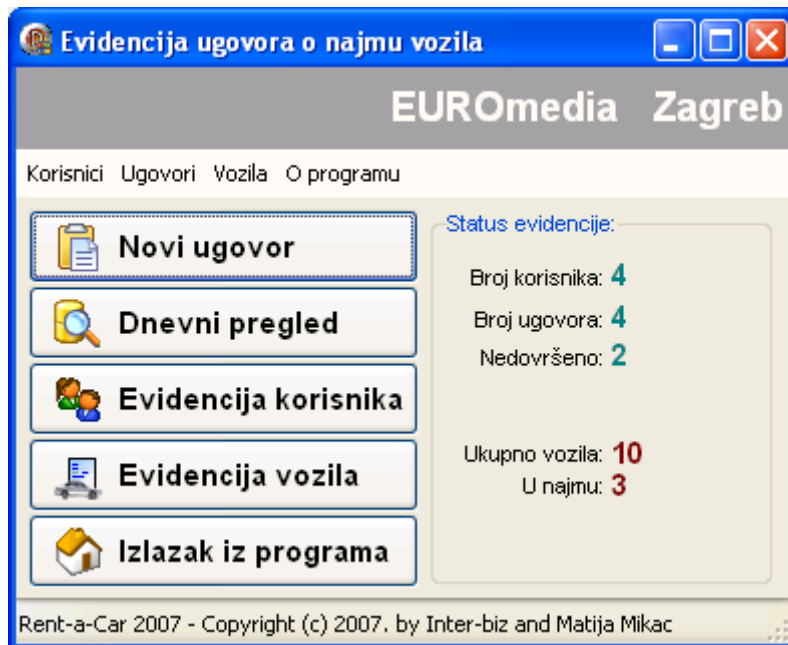 Evidencija ugovora o najmu vozila
EUROmedia Zagreb
Korisnici Ugovori Vozila O programu
Novi ugovor
Dnevni pregled
Evidencija korisnika
Evidencija vozila
Izlazak iz programa
Status evidencije:
Broj korisnika: 4
Broj ugovora: 4
Nedovršeno: 2
Ukupno vozila: 10
U najmu: 3
Rent-a-Car 2007 - Copyright (c) 2007. by Inter-biz and Matija Mikac